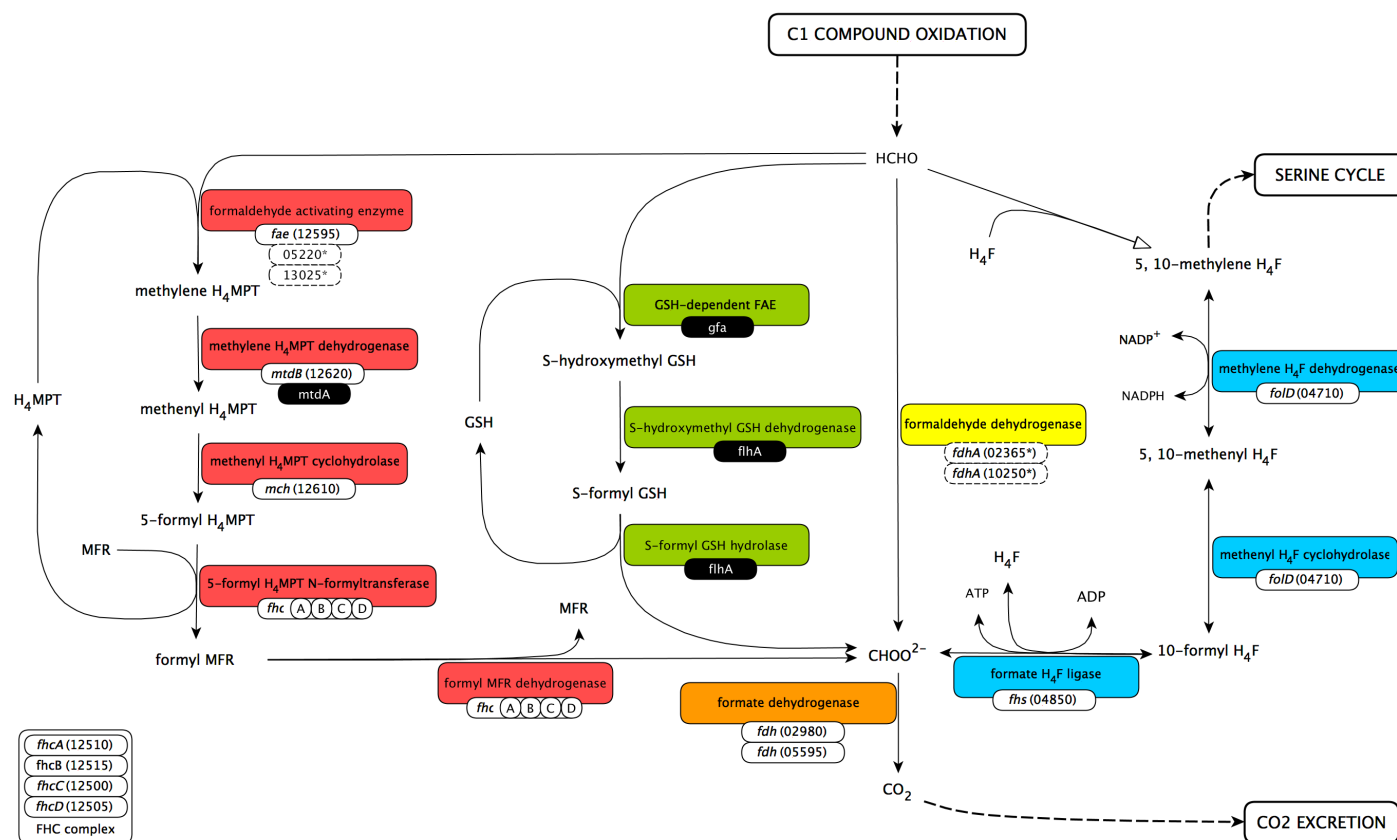 C1 COMPOUND OXIDATION
HCHO
SERINE CYCLE
formaldehyde activating enzyme
fae (12595)
05220*
13025*
H4F
5, 10-methylene H4F
methylene H4MPT
GSH-dependent FAE
gfa
methylene H4MPT dehydrogenase
mtdB (12620)
mtdA
S-hydroxymethyl GSH
NADP+
methylene H4F dehydrogenase
folD (04710)
NADPH
H4MPT
methenyl H4MPT
GSH
S-hydroxymethyl GSH dehydrogenase
flhA
formaldehyde dehydrogenase
fdhA (02365*)
fdhA (10250*)
5, 10-methenyl H4F
methenyl H4MPT cyclohydrolase
mch (12610)
S-formyl GSH
5-formyl H4MPT
MFR
S-formyl GSH hydrolase
flhA
H4F
methenyl H4F cyclohydrolase
folD (04710)
5-formyl H4MPT N-formyltransferase
fhc A B C D
MFR
ATP
ADP
formyl MFR
CHOO2-
10-formyl H4F
formyl MFR dehydrogenase
fhc A B C D
formate dehydrogenase
fdh (02980)
fdh (05595)
formate H4F ligase
fhs (04850)
fhcA (12510)
fhcB (12515)
fhcC (12500)
fhcD (12505)
FHC complex
CO2
CO2 EXCRETION